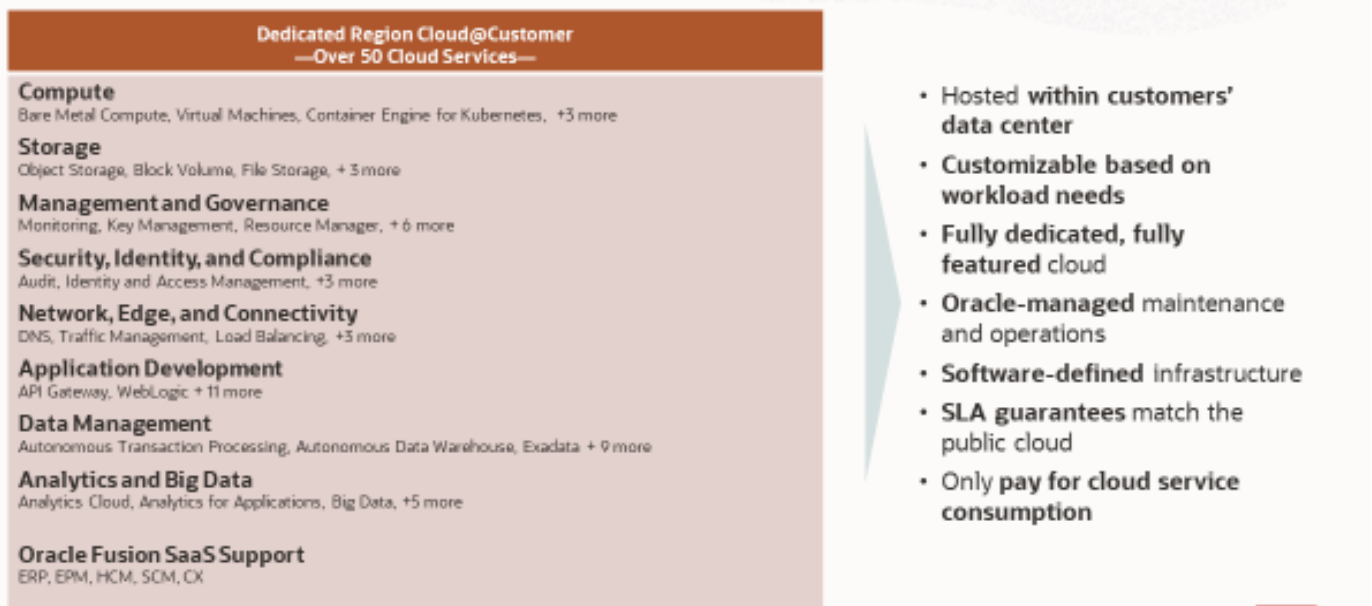 Dedicated Region Cloud@Customer
—Over 50 Cloud Services—
Compute
Bare Metal Compute, Virtual Machines, Container Engine for Kubernetes, +3 more
Storage
Object Storage, Block Volume, File Storage, + 3 more
Management and Governance
Monitoring, Key Management, Resource Manager, + 6 more
Security, Identity, and Compliance
Audit, Identity and Access Management, +3 more
Network, Edge, and Connectivity
DNS, Traffic Management, Load Balancing, +3 more
Application Development
API Gateway, WebLogic + 11 more
Data Management
Autonomous Transaction Processing, Autonomous Data Warehouse, Exadata + 9 more
Analytics and Big Data
Analytics Cloud, Analytics for Applications, Big Data, +5 more
Oracle Fusion SaaS Support
ERP, EPM, HCM, SCM, CX
• Hosted within customers'
data center
• Customizable based on
workload needs
• Fully dedicated, fully
featured cloud
• Oracle-managed maintenance
and operations
• Software-defined infrastructure
• SLA guarantees match the
public cloud
• Only pay for cloud service
consumption